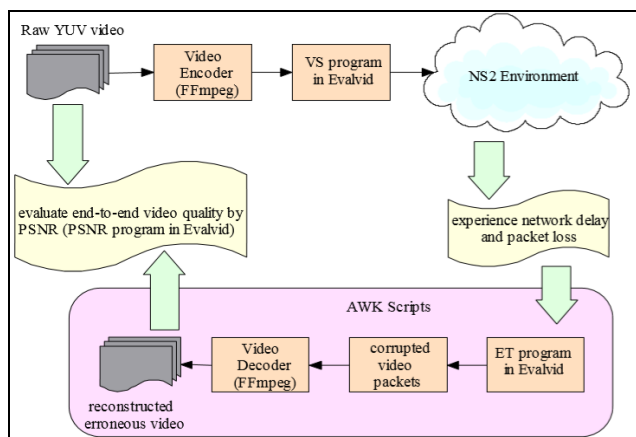 Raw YUV video
Video
Encoder
(FFmpeg)
VS program
in Evalvid
NS2 Environment
evaluate end-to-end video quality by
PSNR (PSNR program in Evalvid)
experience network delay
and packet loss
AWK Scripts
Video
Decoder
(FFmpeg)
corrupted
video
packets
ET program
in Evalvid
reconstructed
erroneous video